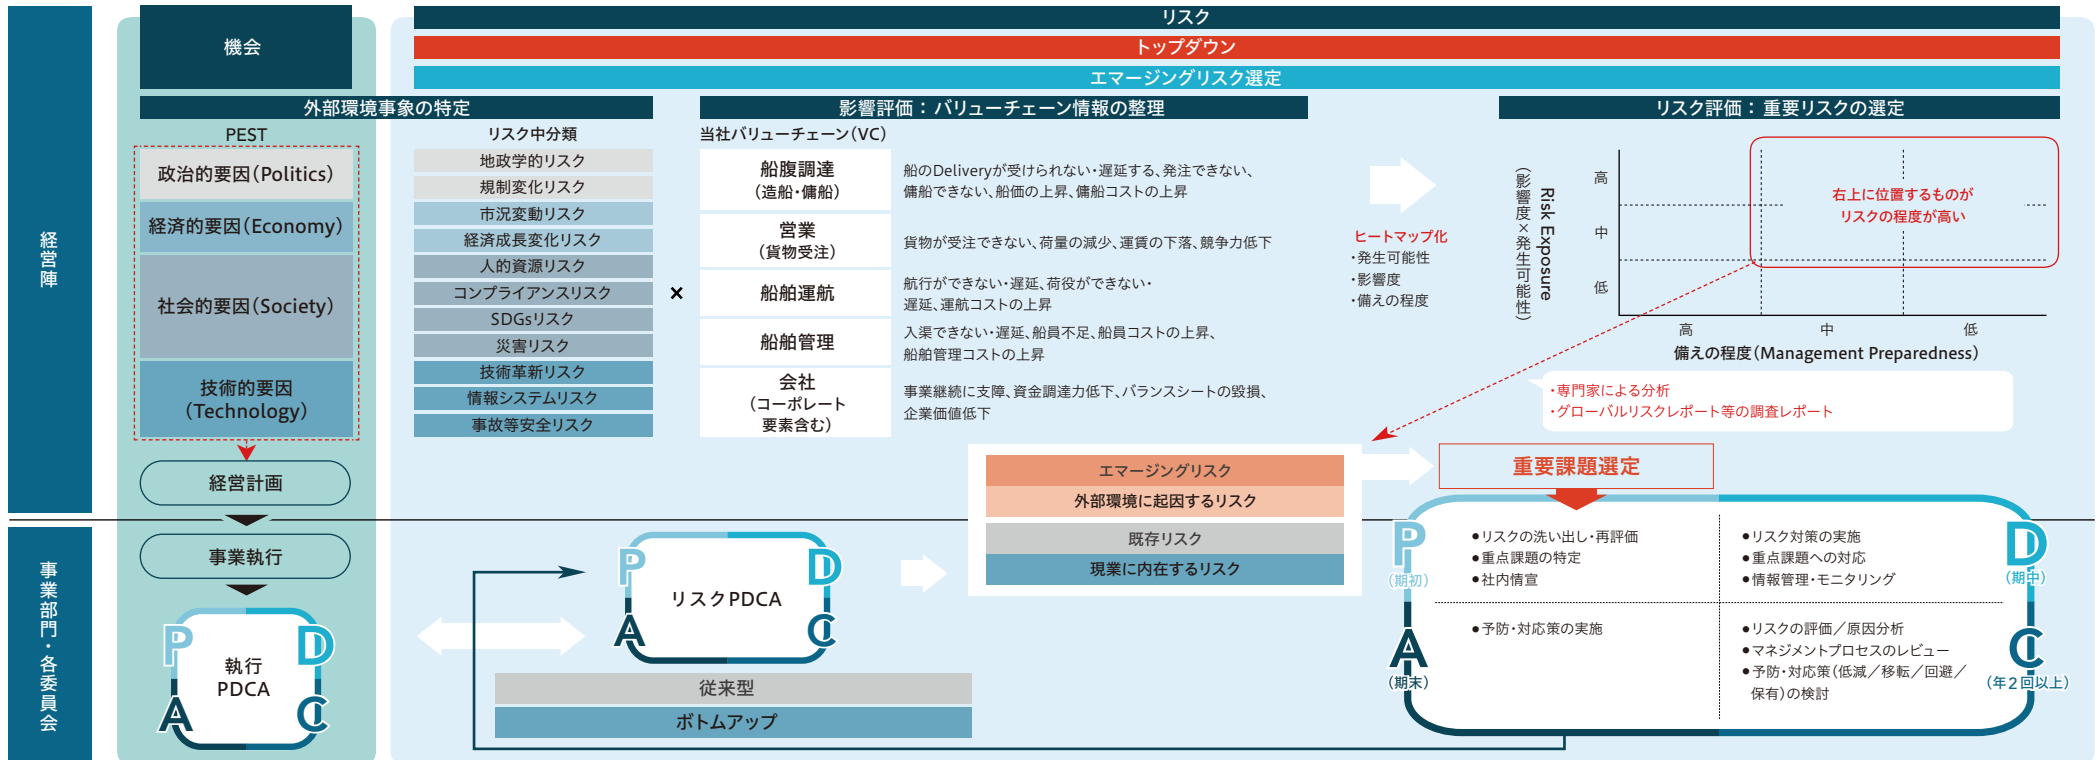 経営陣
事業部門・各委員会
機会
リスク
トップダウン
エマージングリスク選定
外部環境事象の特定
影響評価：バリューチェーン情報の整理
リスク評価：重要リスクの選定
PEST
政治的要因（Politics）
経済的要因（Economy）
社会的要因（Society）
技術的要因
（Technology）
経営計画
事業執行
P
D
執行
PDCA
A
C
リスク中分類
地政学的リスク
規制変化リスク
市況変動リスク
経済成長変化リスク
人的資源リスク
コンプライアンスリスク
SDGsリスク
災害リスク
技術革新リスク
情報システムリスク
事故等安全リスク
×
当社バリューチェーン（VC）
船腹調達
（造船・傭船）
船のDeliveryが受けられない・遅延する、発注できない、
傭船できない、船価の上昇、傭船コストの上昇
営業
（貨物受注）
貨物が受注できない、荷量の減少、運賃の下落、競争力低下
船舶運航
航行ができない・遅延、荷役ができない・
遅延、運航コストの上昇
船舶管理
入渠できない・遅延、船員不足、船員コストの上昇、
船舶管理コストの上昇
会社
（コーポレート
要素含む）
事業継続に支障、資金調達力低下、バランスシートの毀損、
企業価値低下
ヒートマップ化
・発生可能性
・影響度
・備えの程度
Risk Exposure
（影響度×発生可能性）
高
中
低
右上に位置するものが
リスクの程度が高い
高
中
低
備えの程度（Management Preparedness）
・専門家による分析
・グローバルリスクレポート等の調査レポート
エマージングリスク
外部環境に起因するリスク
既存リスク
現業に内在するリスク
P
D
リスクPDCA
A
C
従来型
ボトムアップ
重要課題選定
P
（期初）
●リスクの洗い出し・再評価
●重点課題の特定
●社内情宣
D
（期中）
●リスク対策の実施
●重点課題への対応
●情報管理・モニタリング
A
（期末）
●予防・対応策の実施
C
（年2回以上）
●リスクの評価／原因分析
●マネジメントプロセスのレビュー
●予防・対応策（低減／移転／回避／
保有）の検討